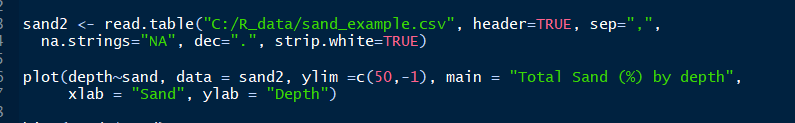 sand2 <- read.table("C:/R_data/sand_example.csv", header=TRUE, sep=",",
na.strings="NA", dec=".", strip.white=TRUE)
plot(depth~sand, data = sand2, ylim =c(50,-1), main = "Total Sand (%) by depth",
xlab = "Sand", ylab = "Depth")